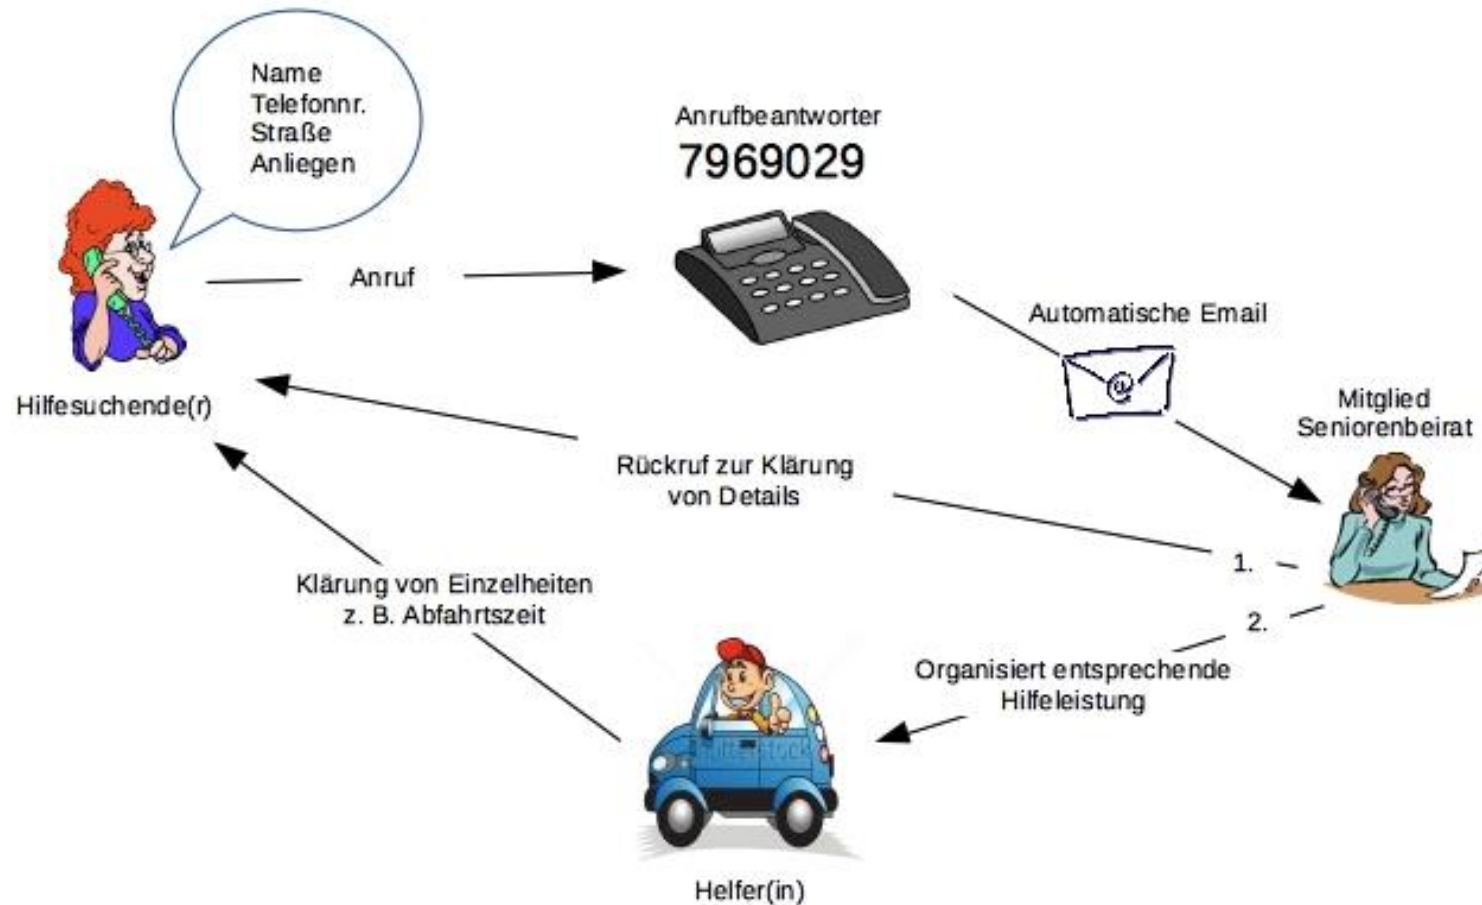 Name
Telefonnr.
Straße
Anliegen
Anrufbeantworter
7969029
Anruf
Automatische Email
@
Hilfesuchende(r)
Mitglied
Seniorenbeirat
Rückruf zur Klärung
von Details
1.
2.
Klärung von Einzelheiten
z. B. Abfahrtszeit
Organisiert entsprechende
Hilfeleistung
Helfer(in)